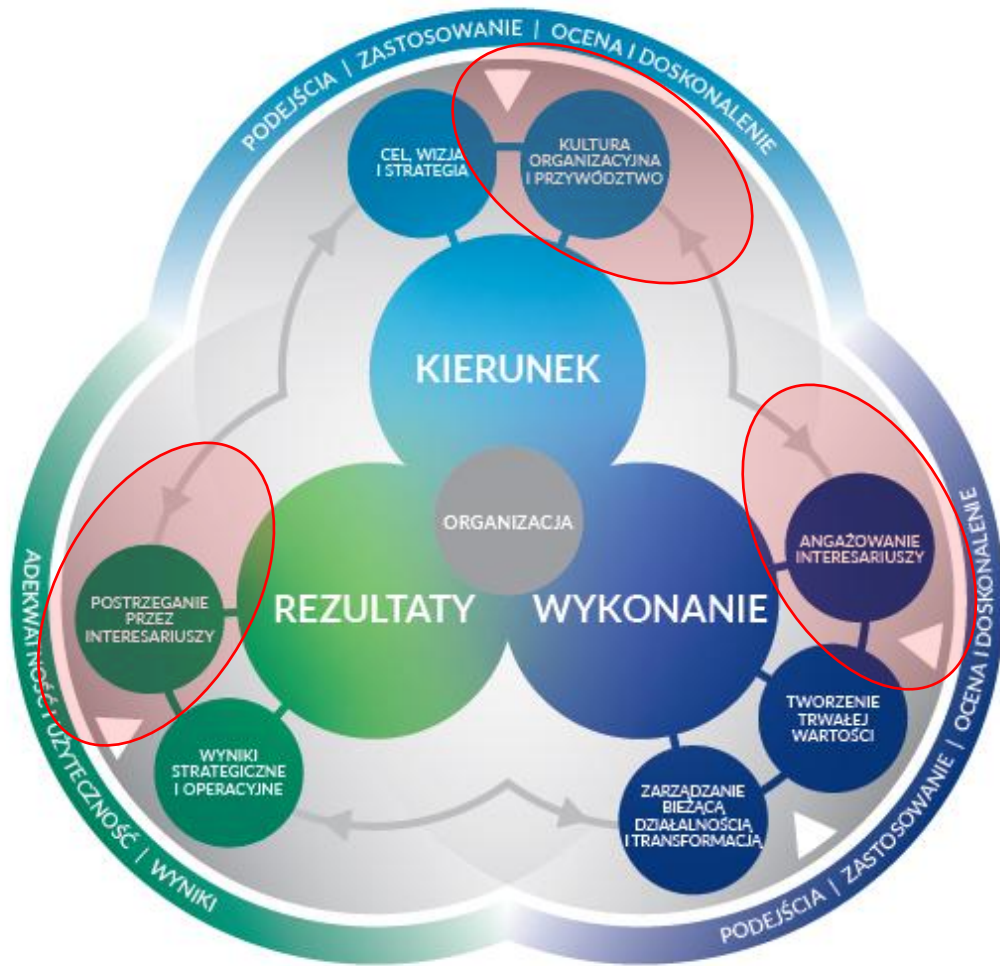 PODEJŚCIA | ZASTOSOWANIE | OCENA I DOSKONALENIE
CEL, WIZJA
I STRATEGIA
KULTURA
ORGANIZACYJNA
I PRZYWÓDZTWO
KIERUNEK
ORGANIZACJA
REZULTATY
WYKONANIE
ANGAŻOWANIE
INTERESARIUSZY
TWORZENIE
TRWAŁEJ
WARTOŚCI
ZARZĄDZANIE
BIEŻĄCĄ
DZIAŁALNOŚCIĄ
I TRANSFORMACJĄ
PODEJŚCIA | ZASTOSOWANIE | OCENA I DOSKONALENIE
POSTRZEGANIE
PRZEZ
INTERESARIUSZY
WYNIKI
STRATEGICZNE
I OPERACYJNE
ADEKWATNOŚĆ I UŻYTECZNOŚĆ | WYNIKI